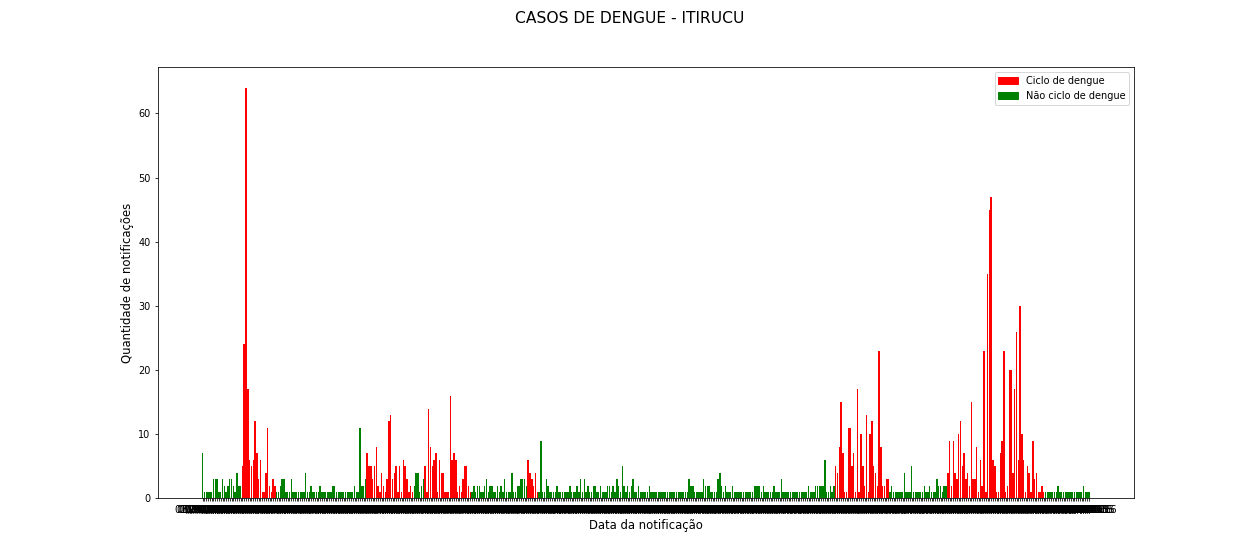 CASOS DE DENGUE - ITIRUCU
Ciclo de dengue
Não ciclo de dengue
Quantidade de notificações
60
50
40
30
20
10
0
Data da notificação